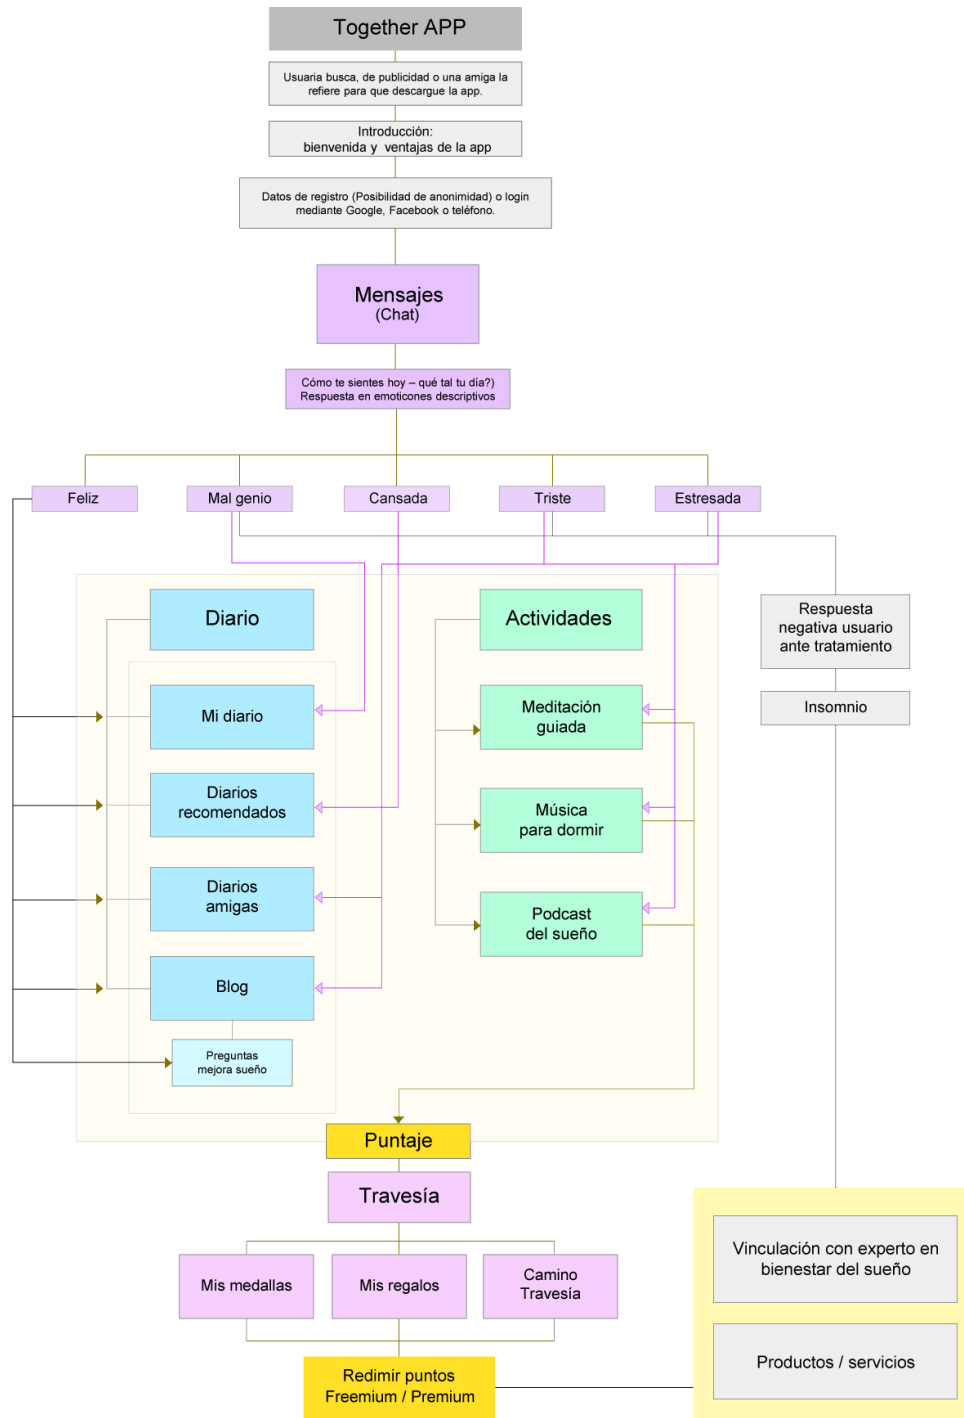 Together APP
Usuaria busca, de publicidad o una amiga la
refiere para que descargue la app.
Introducción:
bienvenida y ventajas de la app
Datos de registro (Posibilidad de anonimidad) o login
mediante Google, Facebook o teléfono.
Mensajes
(Chat)
Cómo te sientes hoy – qué tal tu día?)
Respuesta en emoticones descriptivos
Feliz
Mal genio
Cansada
Triste
Estresada
Diario
Actividades
Respuesta
negativa usuario
ante tratamiento
Mi diario
Meditación
guiada
Insomnio
Diarios
recomendados
Música
para dormir
Diarios
amigas
Podcast
del sueño
Blog
Preguntas
mejora sueño
Puntaje
Travesía
Mis medallas
Mis regalos
Camino
Travesía
Vinculación con experto en
bienestar del sueño
Productos / servicios
Redimir puntos
Freemium / Premium